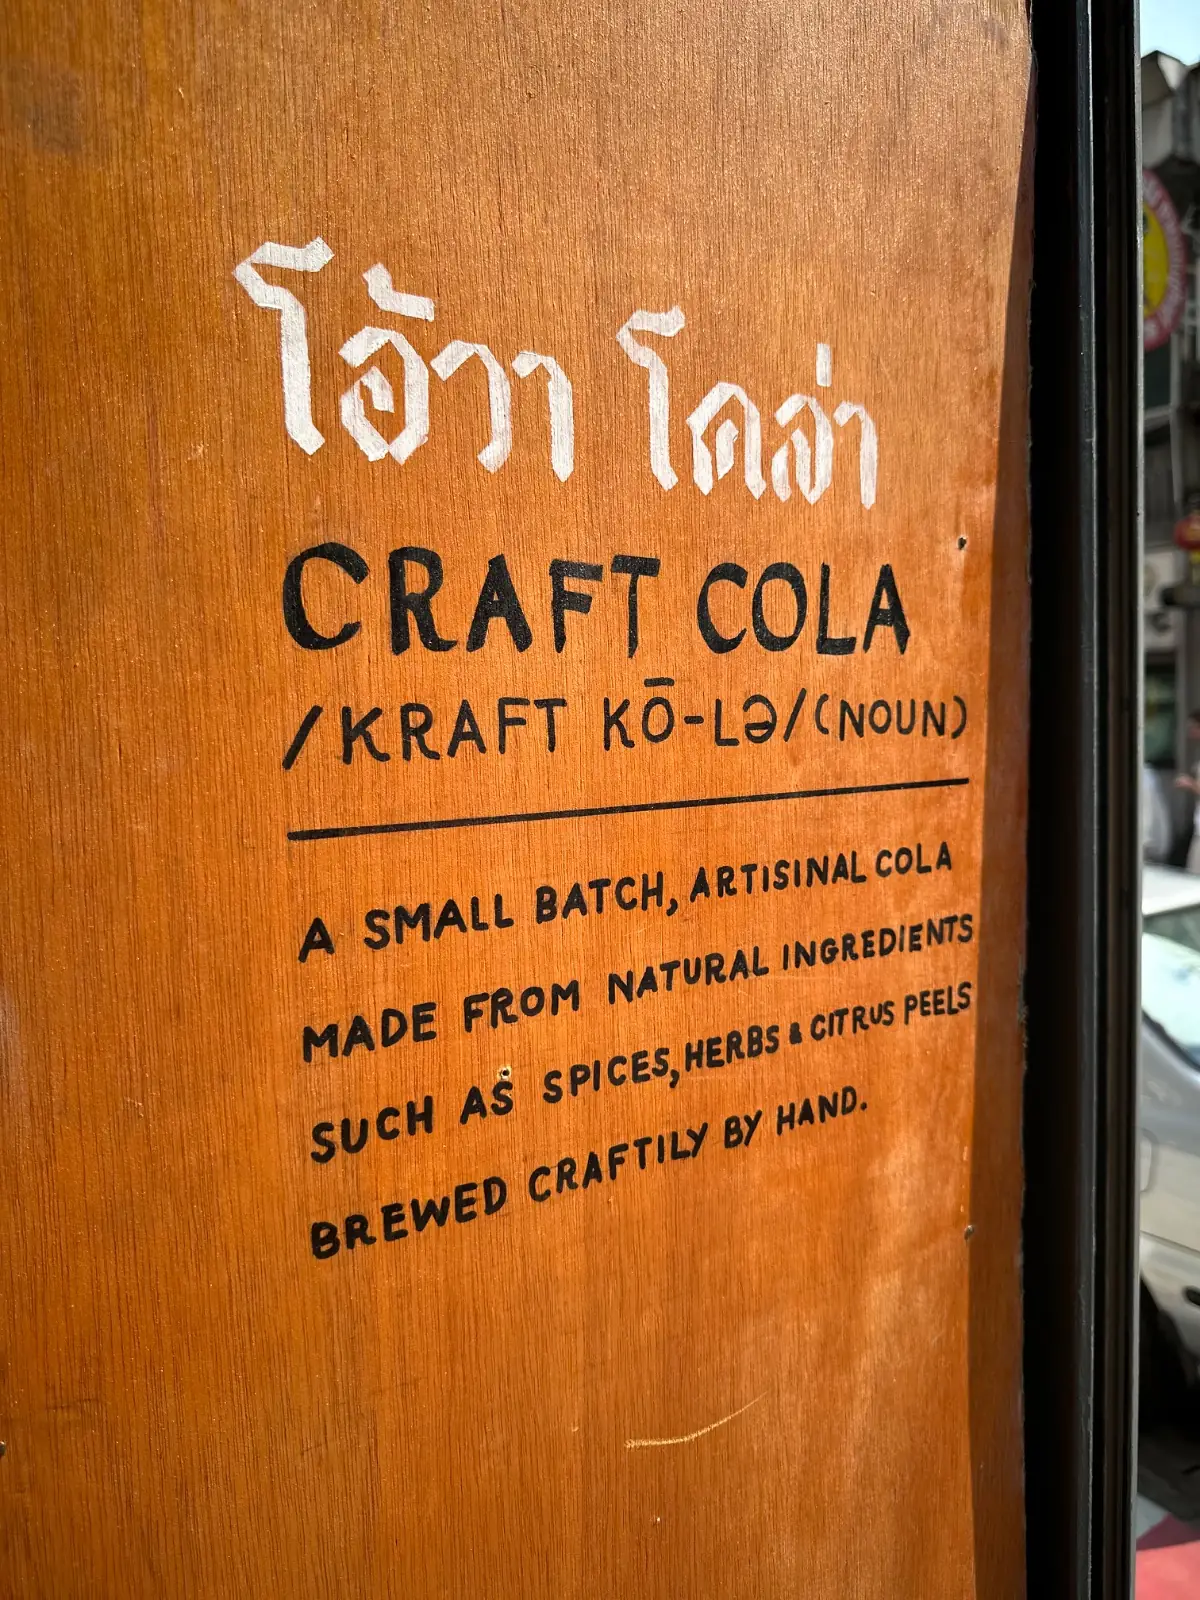 โอ้วา โคล่า
CRAFT COLA
/KRAFT KŌ-LƏ/(NOUN)
A SMALL BATCH, ARTISINAL COLA
MADE FROM NATURAL INGREDIENTS
SUCH AS SPICES, HERBS & CITRUS PEELS
BREWED CRAFTILY BY HAND.